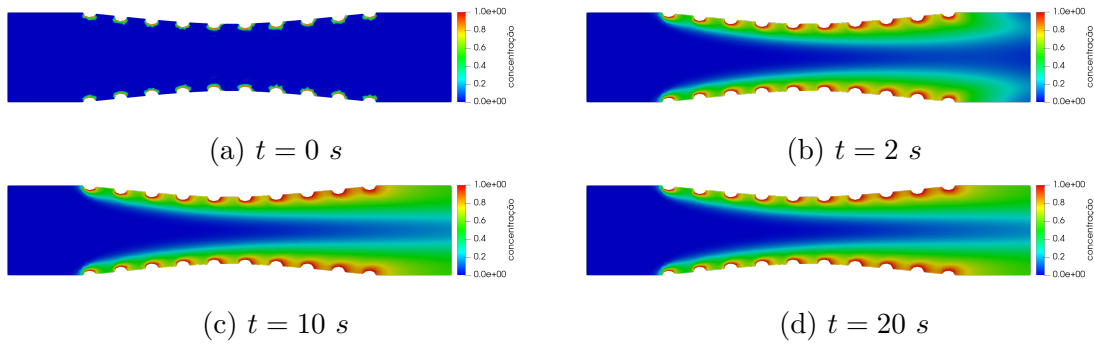 1.0e+00
0.8
0.6
0.4
0.2
0.0e+00
concentração
1.0e+00
0.8
0.6
0.4
0.2
0.0e+00
concentração
(a) t = 0 s
(b) t = 2 s
1.0e+00
0.8
0.6
0.4
0.2
0.0e+00
concentração
1.0e+00
0.8
0.6
0.4
0.2
0.0e+00
concentração
(c) t = 10 s
(d) t = 20 s